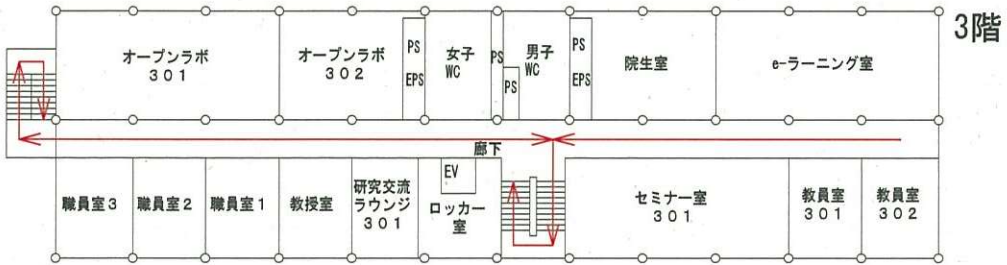 3階
オープンラボ
301
オープンラボ
302
PS
EPS
女子
WC
PS
男子
WC
PS
PS
EPS
院生室
e-ラーニング室
廊下
職員室3
職員室2
職員室1
教授室
研究交流
ラウンジ
301
EV
ロッカー
室
セミナー室
301
教員室
301
教員室
302